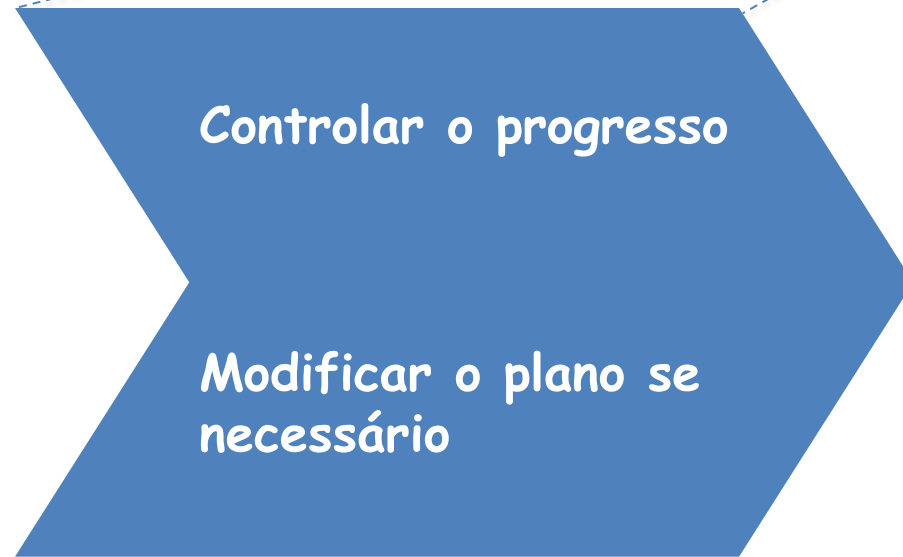 Controlar o progresso
Modificar o plano se
necessário